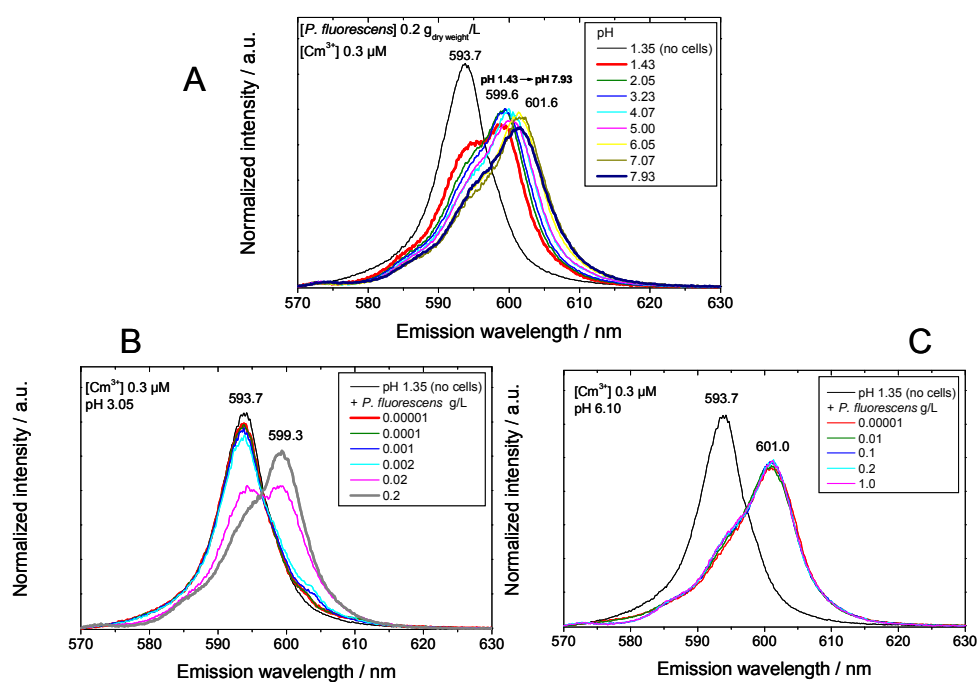 A
[P. fluorescens] 0.2 g dry weight/L
[Cm³⁺] 0.3 µM
593.7
pH 1.43 → pH 7.93
599.6
601.6
pH
1.35 (no cells)
1.43
2.05
3.23
4.07
5.00
6.05
7.07
7.93
Normalized intensity / a.u.
570 580 590 600 610 620 630
Emission wavelength / nm
B
[Cm³⁺] 0.3 µM
pH 3.05
593.7
599.3
pH 1.35 (no cells)
+ P. fluorescens g/L
0.00001
0.0001
0.001
0.002
0.02
0.2
Normalized intensity / a.u.
570 580 590 600 610 620 630
Emission wavelength / nm
C
[Cm³⁺] 0.3 µM
pH 6.10
593.7
601.0
pH 1.35 (no cells)
+ P. fluorescens g/L
0.00001
0.01
0.1
0.2
1.0
Normalized intensity / a.u.
570 580 590 600 610 620 630
Emission wavelength / nm